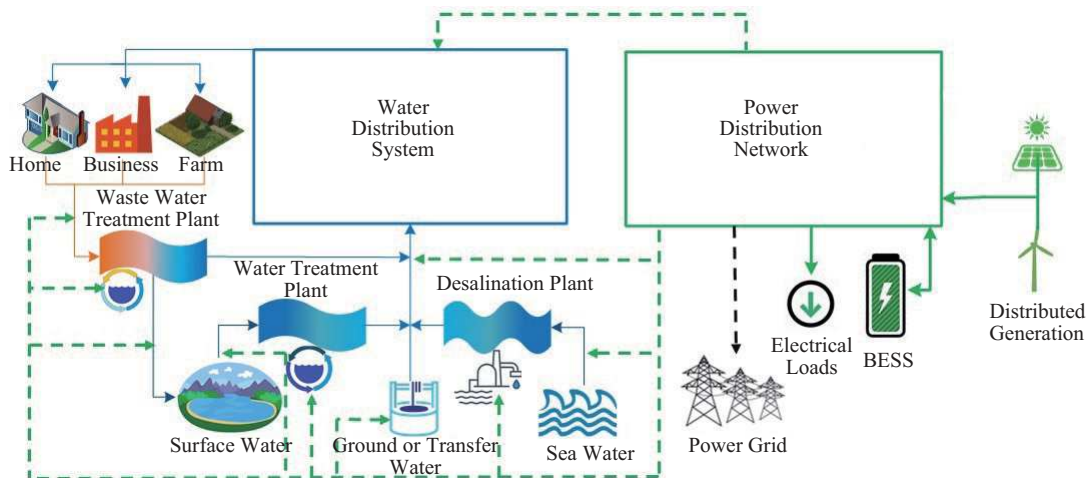 Water
Distribution
System
Power
Distribution
Network
Home
Business
Farm
Waste Water
Treatment Plant
Water Treatment
Plant
Desalination Plant
Electrical
Loads
BESS
Distributed
Generation
Surface Water
Ground or Transfer
Water
Sea Water
Power Grid